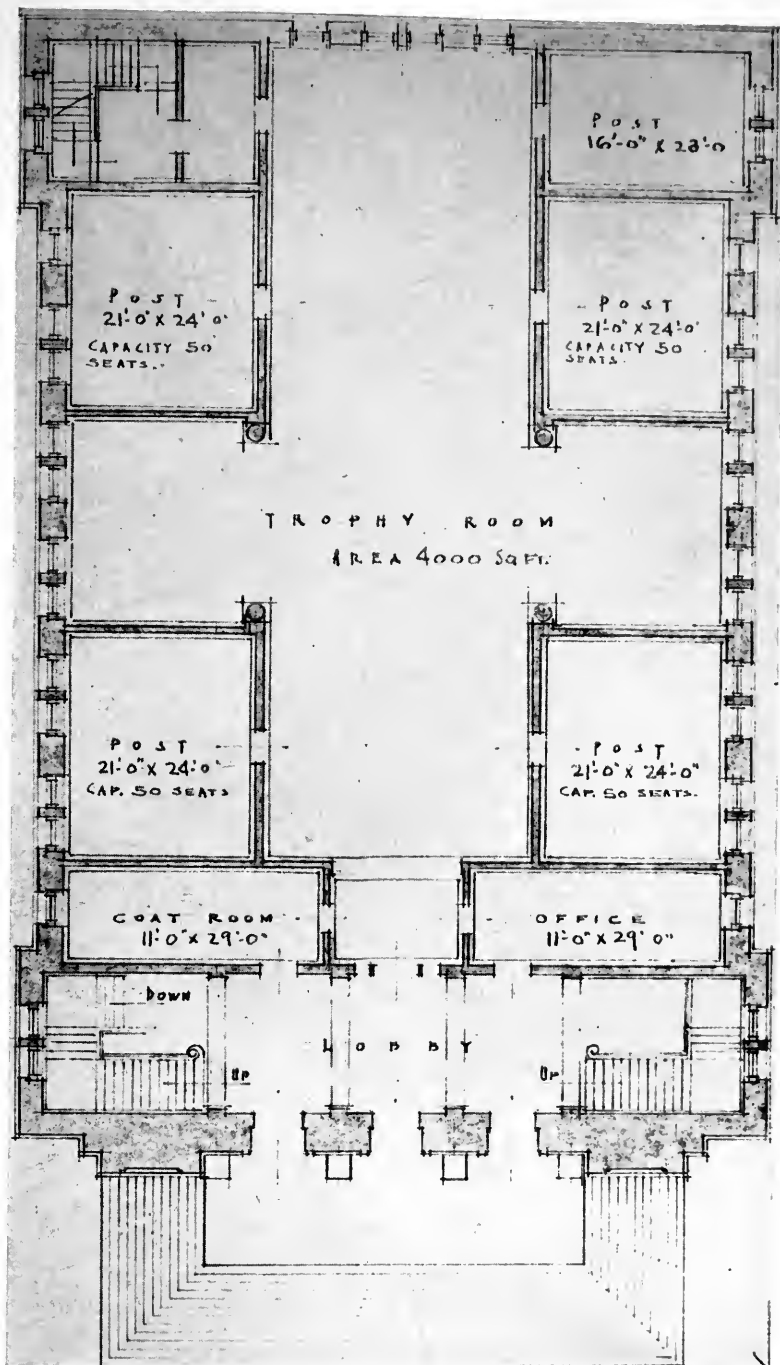 POST
16'-0" X 28'-0
POST
21'-0" X 24'0"
CAPACITY 50
SEATS.
POST
21'-0" X 24'-0"
CAPACITY 50
SEATS.
TROPHY ROOM
AREA 4000 SQ FT.
POST
21'-0" X 24'-0"
CAP. 50 SEATS
POST
21'-0" X 24'-0"
CAP. 50 SEATS.
COAT ROOM
11'-0" X 29'-0"
OFFICE
11'-0" X 29'0"
DOWN
LOBBY
UP
UP